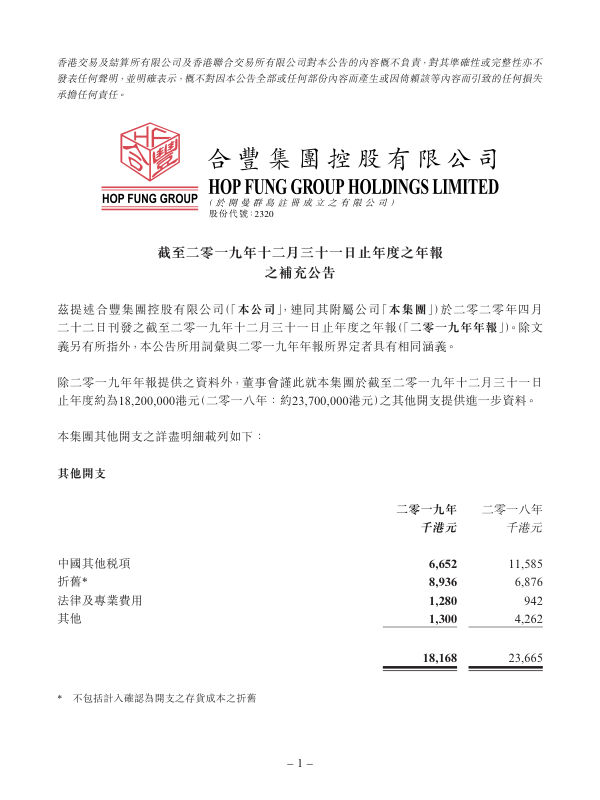 香港交易及結算所有限公司及香港聯合交易所有限公司對本公告的內容概不負責，對其準確性或完整性亦不
發表任何聲明，並明確表示，概不對因本公告全部或任何部份內容而產生或因倚賴該等內容而引致的任何損失
承擔任何責任。
HF
合豐
HOP FUNG GROUP
合豐集團控股有限公司
HOP FUNG GROUP HOLDINGS LIMITED
（於開曼群島註冊成立之有限公司）
股份代號：2320
截至二零一九年十二月三十一日止年度之年報
之補充公告
茲提述合豐集團控股有限公司（「本公司」，連同其附屬公司「本集團」）於二零二零年四月
二十二日刊發之截至二零一九年十二月三十一日止年度之年報（「二零一九年年報」）。除文
義另有所指外，本公告所用詞彙與二零一九年年報所界定者具有相同涵義。
除二零一九年年報提供之資料外，董事會謹此就本集團於截至二零一九年十二月三十一日
止年度約為18,200,000港元（二零一八年：約23,700,000港元）之其他開支提供進一步資料。
本集團其他開支之詳盡明細載列如下：
其他開支
二零一九年 二零一八年
千港元 千港元
中國其他稅項 6,652 11,585
折舊* 8,936 6,876
法律及專業費用 1,280 942
其他 1,300 4,262
18,168 23,665
* 不包括計入確認為開支之存貨成本之折舊
– 1 –